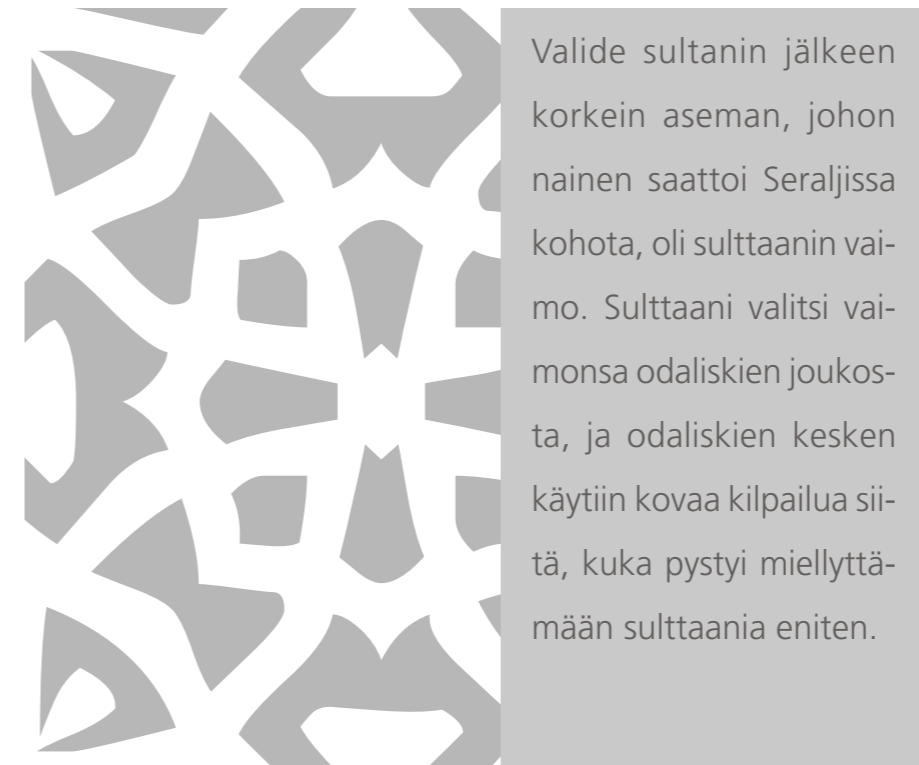 Valide sultanin jälkeen
korkein aseman, johon
nainen saattoi Seraljissa
kohota, oli sulttaanin vai-
mo. Sulttaani valitsi vai-
monsa odaliskien joukos-
ta, ja odaliskien kesken
käytiin kovaa kilpailua sii-
tä, kuka pystyi miellyttä-
mään sulttaania eniten.